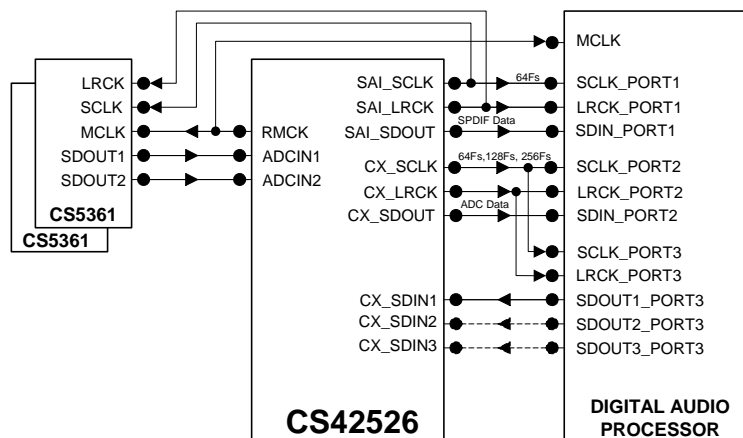 MCLK
LRCK
SCLK
MCLK
SDOUT1
SDOUT2
CS5361
CS5361
RMCK
ADCIN1
ADCIN2
SAI_SCLK
SAI_LRCK
SAI_SDOUT
CX_SCLK
CX_LRCK
CX_SDOUT
CX_SDIN1
CX_SDIN2
CX_SDIN3
CS42526
64Fs
SPDIF Data
64Fs,128Fs, 256Fs
ADC Data
SCLK_PORT1
LRCK_PORT1
SDIN_PORT1
SCLK_PORT2
LRCK_PORT2
SDIN_PORT2
SCLK_PORT3
LRCK_PORT3
SDOUT1_PORT3
SDOUT2_PORT3
SDOUT3_PORT3
DIGITAL AUDIO
PROCESSOR